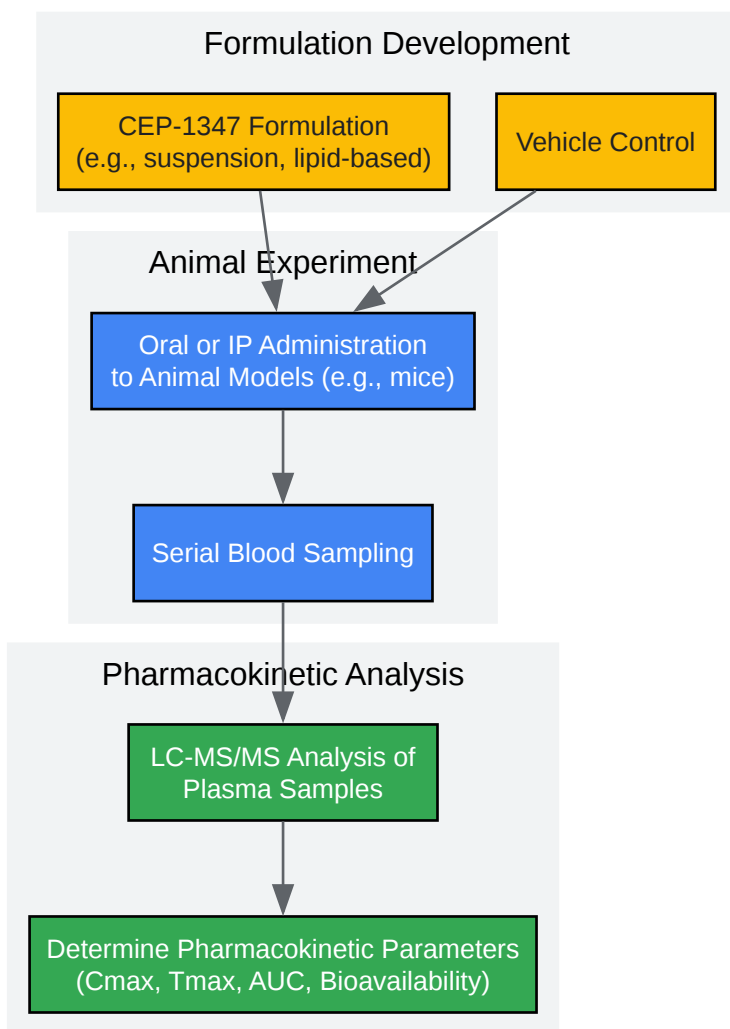 Formulation Development
CEP-1347 Formulation
(e.g., suspension, lipid-based)
Vehicle Control
Animal Experiment
Oral or IP Administration
to Animal Models (e.g., mice)
Serial Blood Sampling
Pharmacokinetic Analysis
LC-MS/MS Analysis of
Plasma Samples
Determine Pharmacokinetic Parameters
(Cmax, Tmax, AUC, Bioavailability)